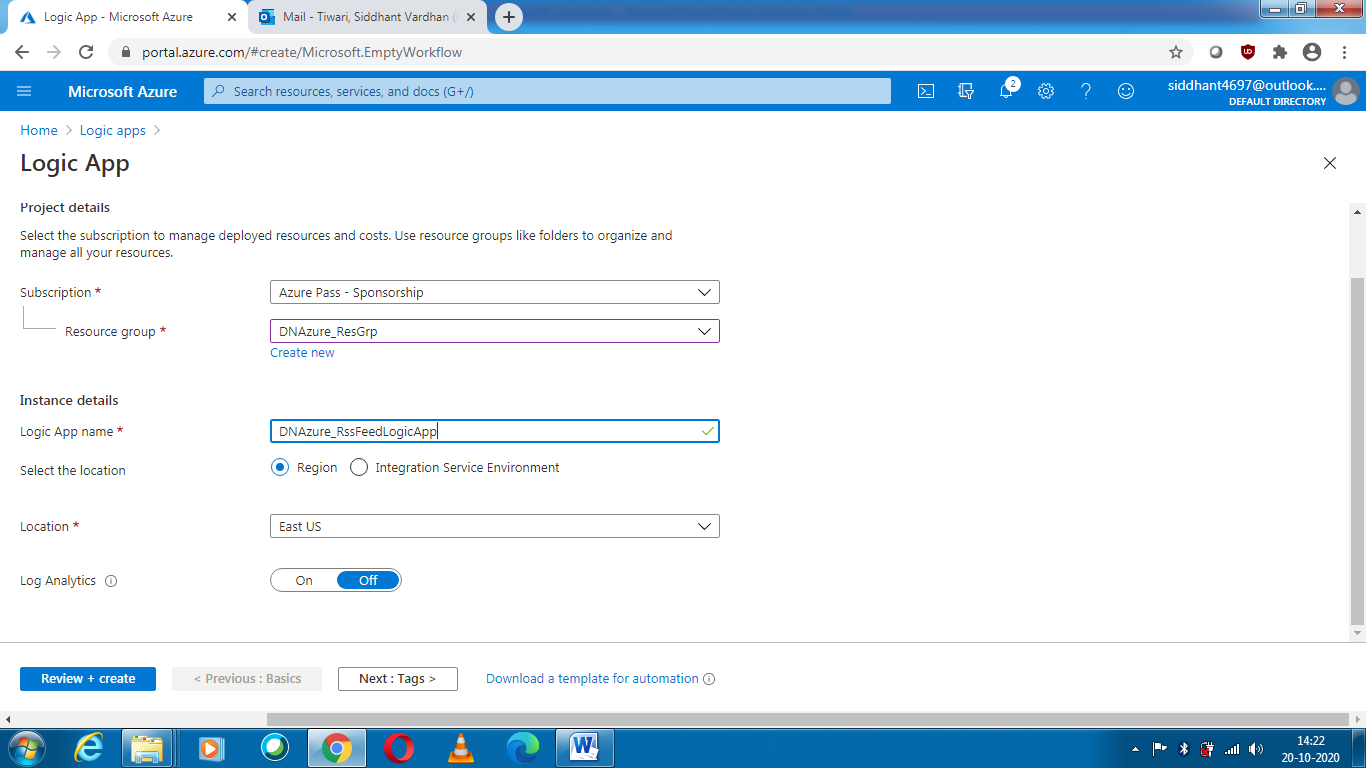 Logic App - Microsoft Azure
Mail - Tiwari, Siddhant Vardhan (
portal.azure.com/#create/Microsoft.EmptyWorkflow
Microsoft Azure
Search resources, services, and docs (G+/)
2
siddhant4697@outlook....
DEFAULT DIRECTORY
Home > Logic apps >
Logic App
Project details
Select the subscription to manage deployed resources and costs. Use resource groups like folders to organize and
manage all your resources.
Subscription *
Azure Pass - Sponsorship
Resource group *
DNAzure_ResGrp
Create new
Instance details
Logic App name *
DNAzure_RssFeedLogicApp
Select the location
Region
Integration Service Environment
Location *
East US
Log Analytics
On
Off
Review + create
< Previous : Basics
Next : Tags >
Download a template for automation
14:22
20-10-2020